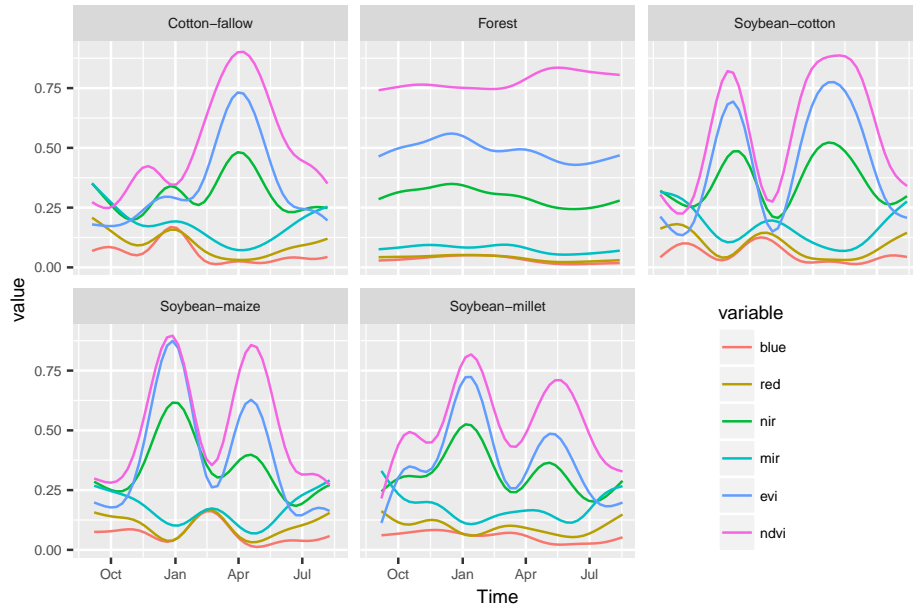 Cotton−fallow
Forest
Soybean−cotton
0.75
0.50
0.25
0.00
value
Soybean−maize
Soybean−millet
0.75
0.50
0.25
0.00
Oct Jan Apr Jul
Oct Jan Apr Jul
Time
variable
blue
red
nir
mir
evi
ndvi